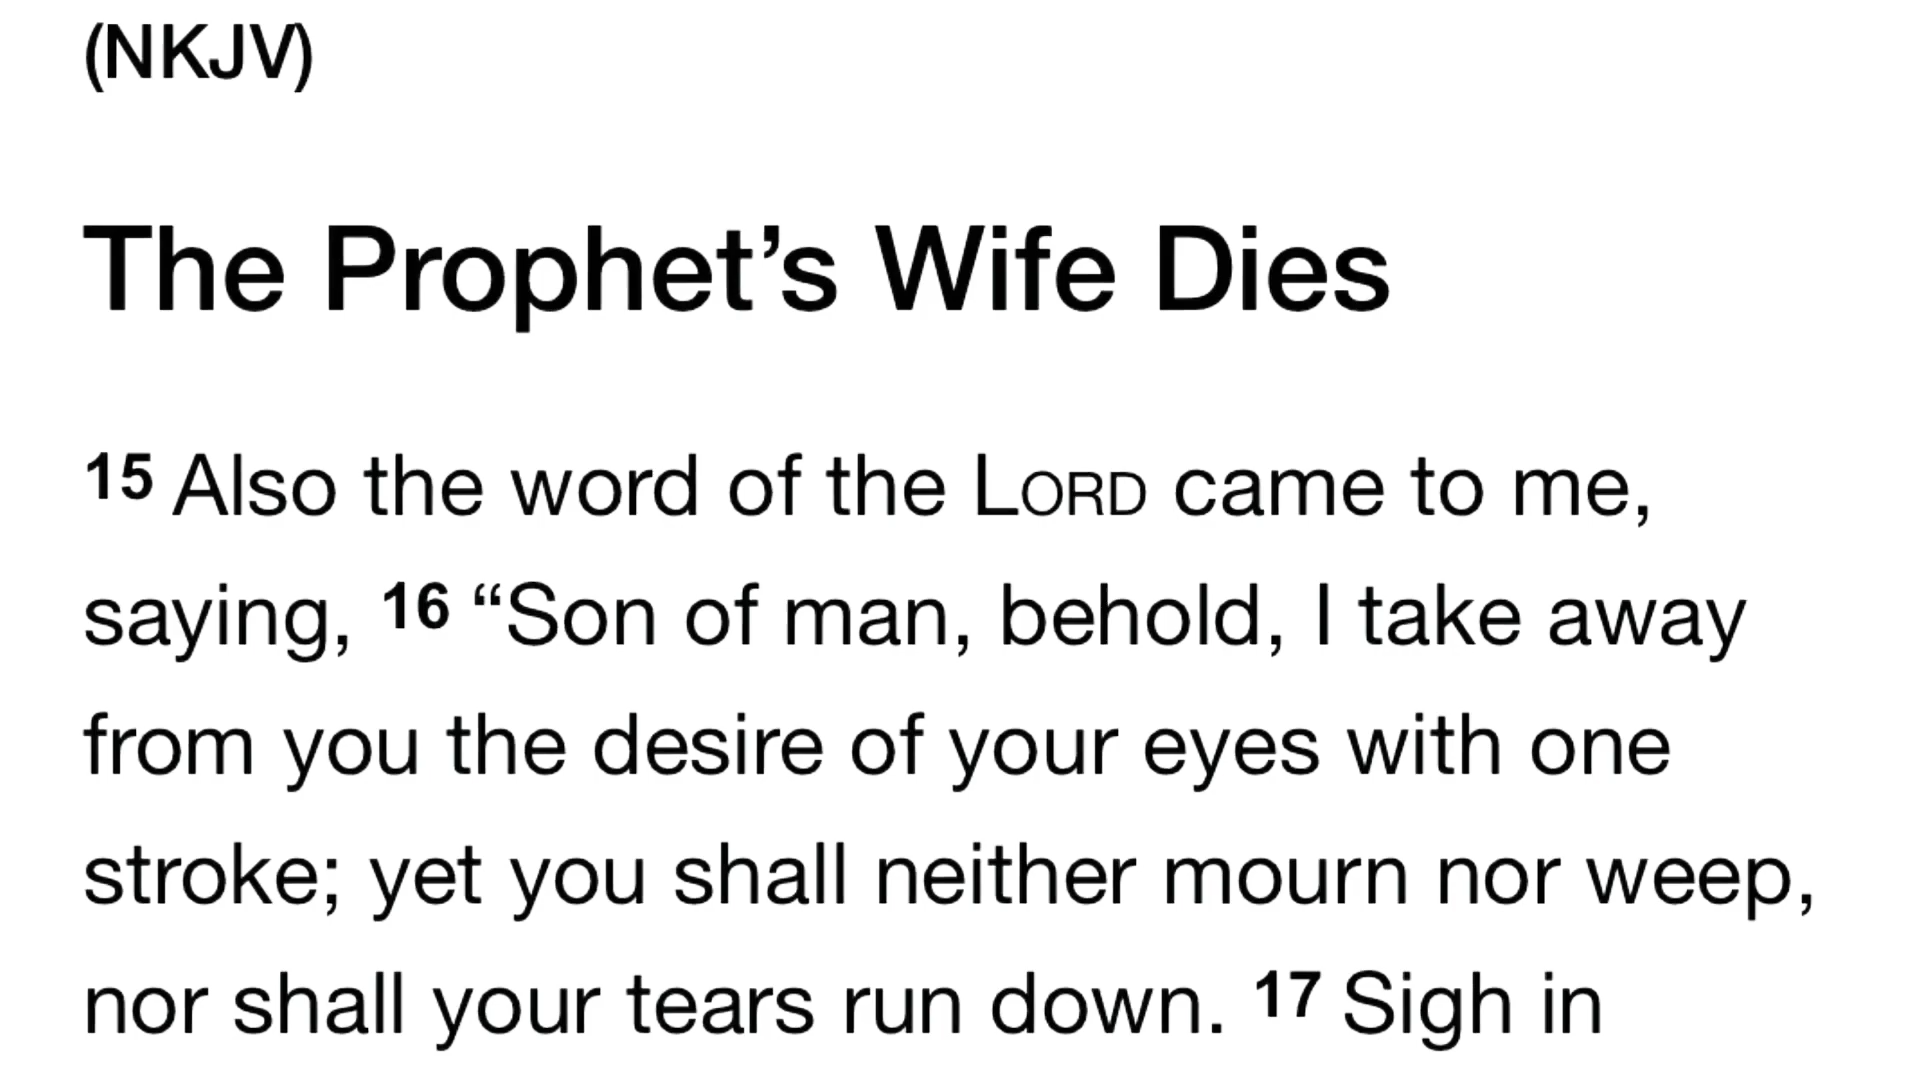 (NKJV)
The Prophet’s Wife Dies
15 Also the word of the LORD came to me,
saying, 16 “Son of man, behold, I take away
from you the desire of your eyes with one
stroke; yet you shall neither mourn nor weep,
nor shall your tears run down. 17 Sigh in